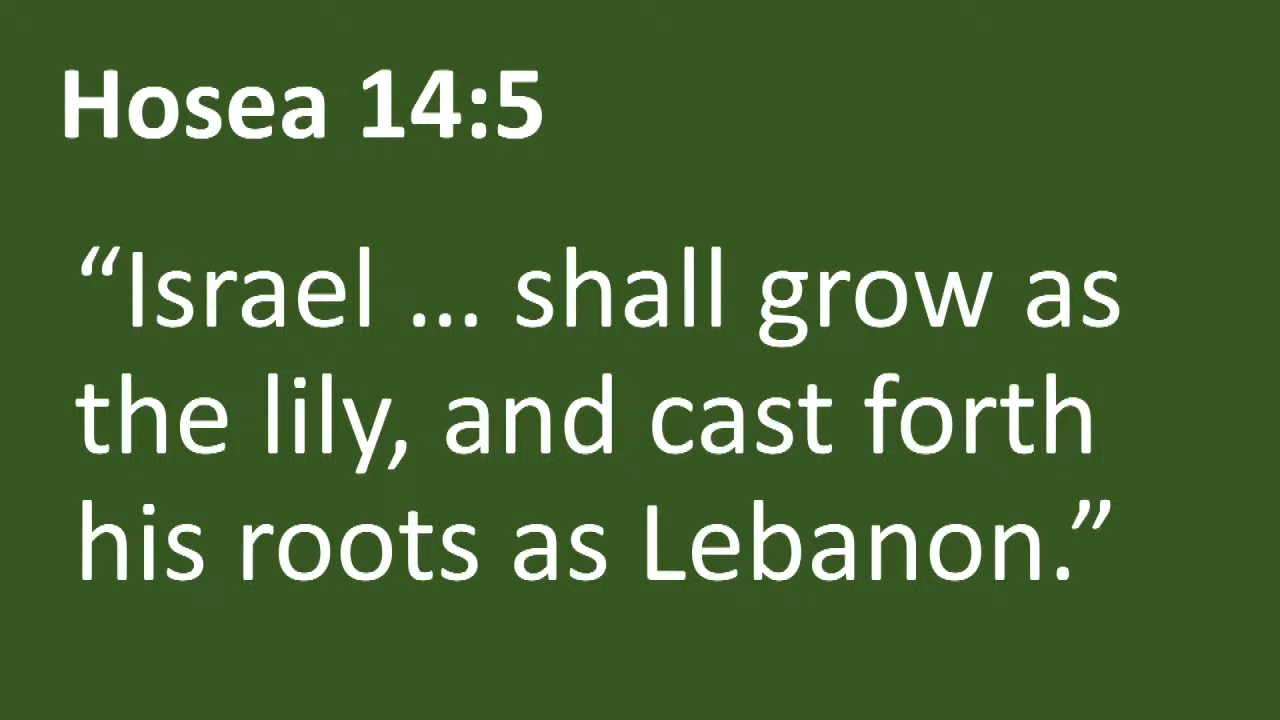 Hosea 14:5
“Israel ... shall grow as
the lily, and cast forth
his roots as Lebanon.”